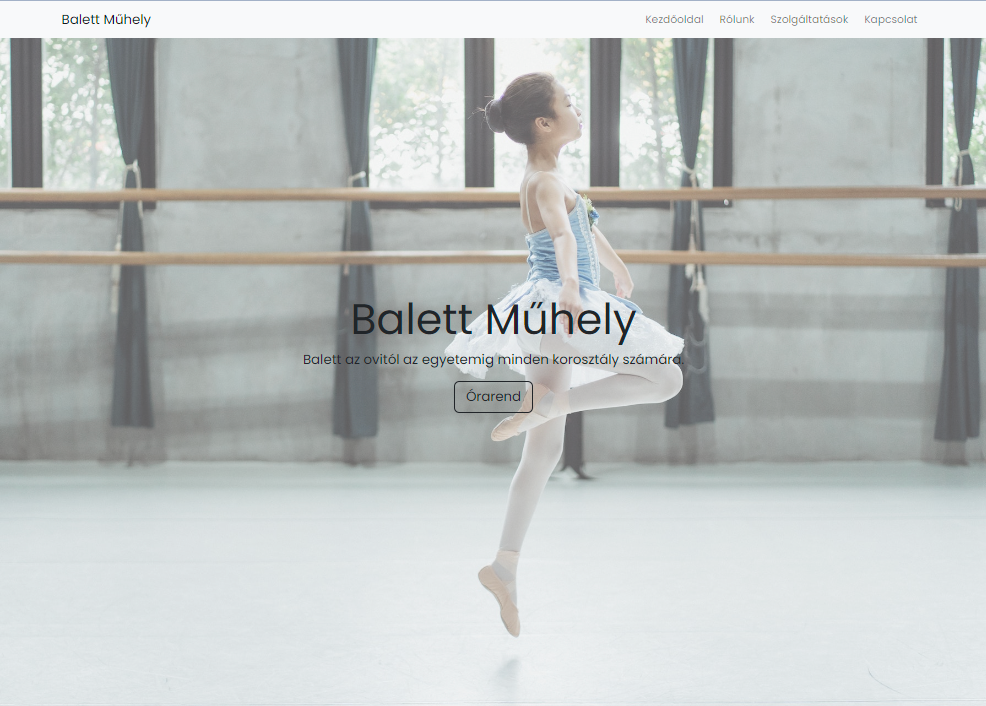 Balett Műhely
Kezdőoldal Rólunk Szolgáltatások Kapcsolat
Balett Műhely
Balett az ovitól az egyetemig minden korosztály számára.
Órarend